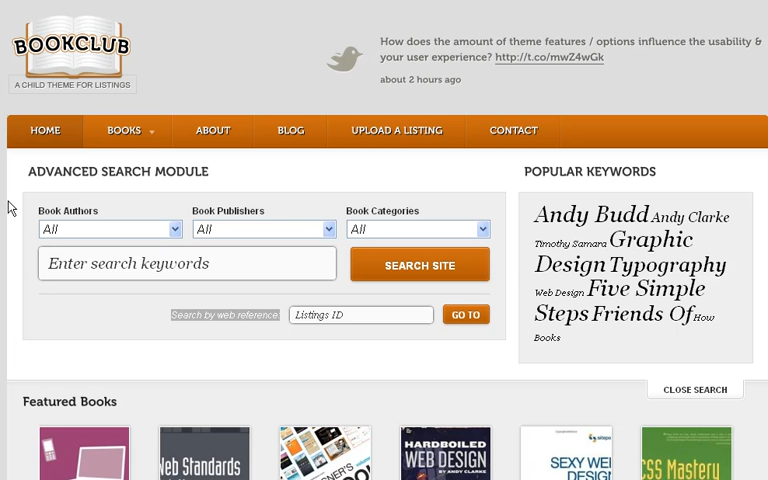 BOOKCLUB
A CHILD THEME FOR LISTINGS
How does the amount of theme features / options influence the usability &
your user experience? http://t.co/mwZ4wGk
about 2 hours ago
HOME BOOKS ABOUT BLOG UPLOAD A LISTING CONTACT
ADVANCED SEARCH MODULE
Book Authors Book Publishers Book Categories
All All All
Enter search keywords SEARCH SITE
Search by web reference: Listings ID GO TO
POPULAR KEYWORDS
Andy Budd Andy Clarke
Timothy Samara Graphic
Design Typography
Web Design Five Simple
Steps Friends Of How
Books
CLOSE SEARCH
Featured Books
Web Standards
HARDBOILED
WEB DESIGN
BY ANDY CLARKE
SEXY WEB
DESIGN
CSS Mastery